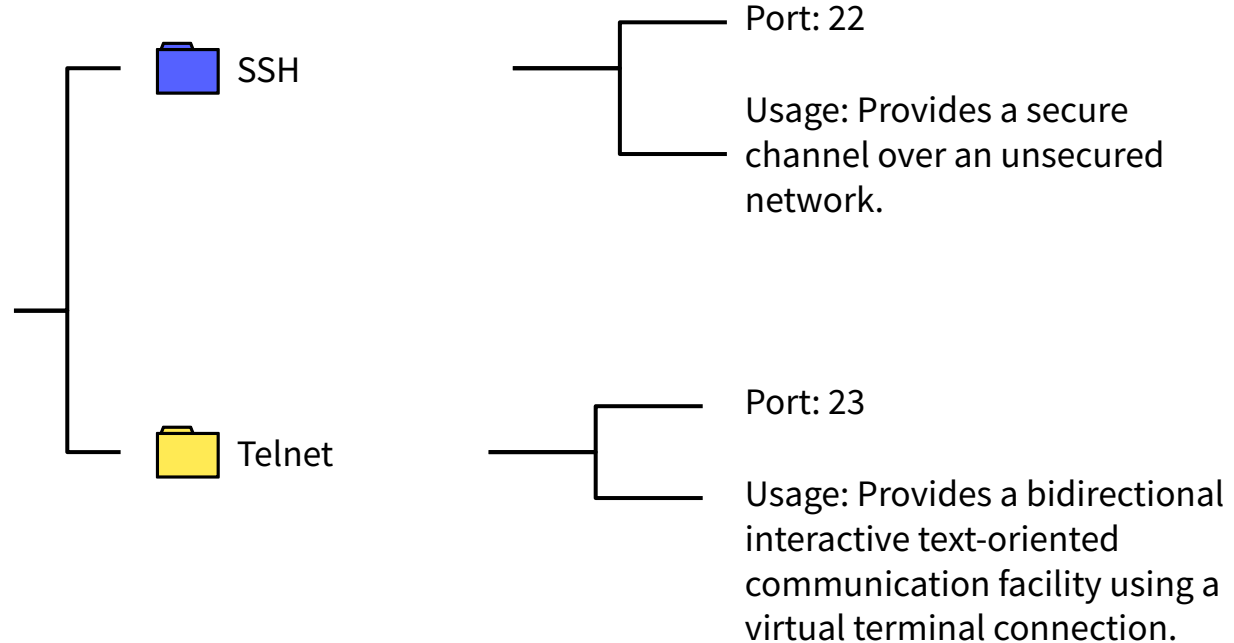 SSH
Port: 22
Usage: Provides a secure
channel over an unsecured
network.
Telnet
Port: 23
Usage: Provides a bidirectional
interactive text-oriented
communication facility using a
virtual terminal connection.